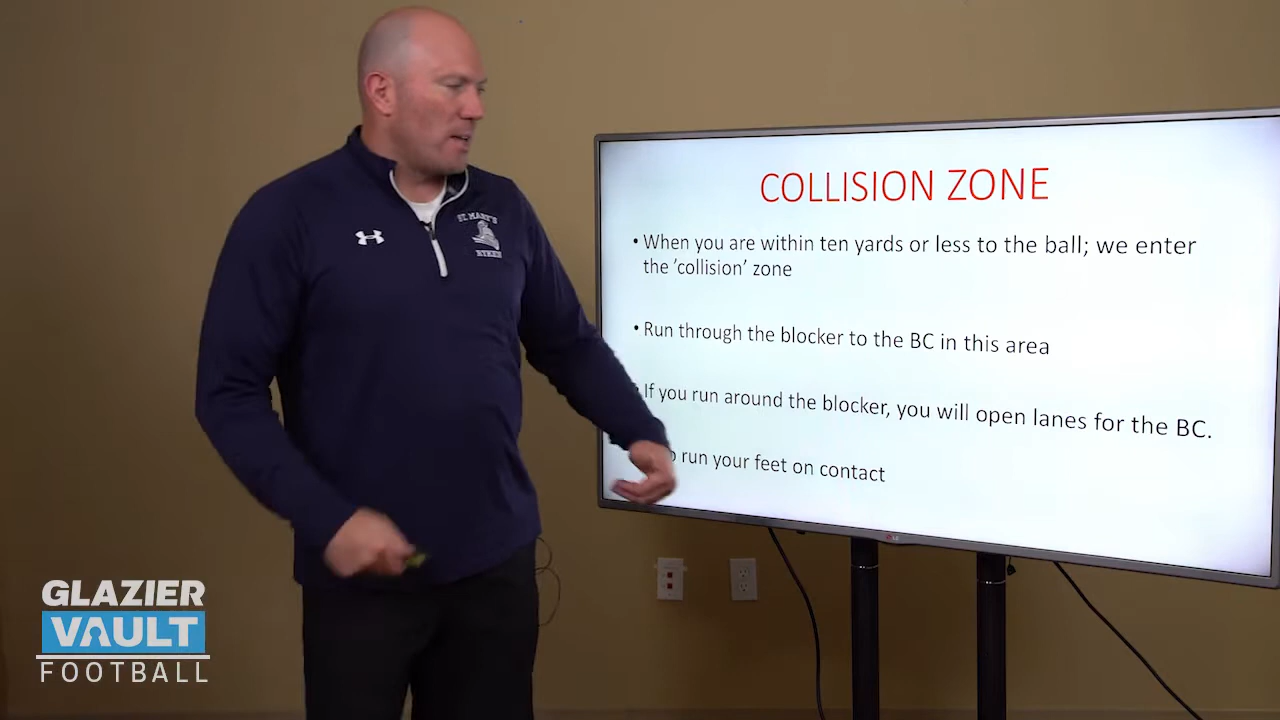 COLLISION ZONE
• When you are within ten yards or less to the ball; we enter
the ’collision’ zone
• Run through the blocker to the BC in this area
If you run around the blocker, you will open lanes for the BC.
run your feet on contact
ST. MARY'S
RYKEN
LG
GLAZIER
VAULT
FOOTBALL